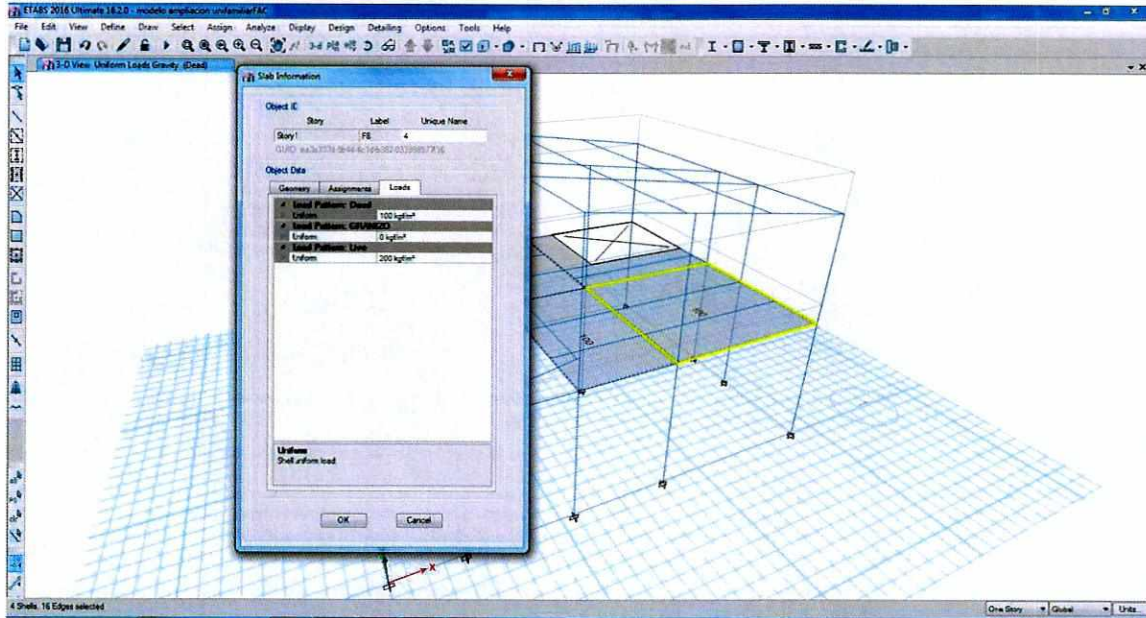 ETABS 2016 Ultimate 16.2.0 - modelo ampliacion unifamiliarFAC
File Edit View Define Draw Select Assign Analyze Display Design Detailing Options Tools Help
3-D View Uniform Loads Gravity (Dead)
Slab Information
Object ID
Story Label Unique Name
Story1 F8 4
GUID:
Object Data
Geometry Assignments Loads
Load Pattern: Dead
Uniform 100 kgf/m²
Load Pattern: GRANIZO
Uniform 0 kgf/m²
Load Pattern: Live
Uniform 200 kgf/m²
100
Uniform
Shell uniform load
OK Cancel
X
4 Shells, 16 Edges selected
One Story Global Units...